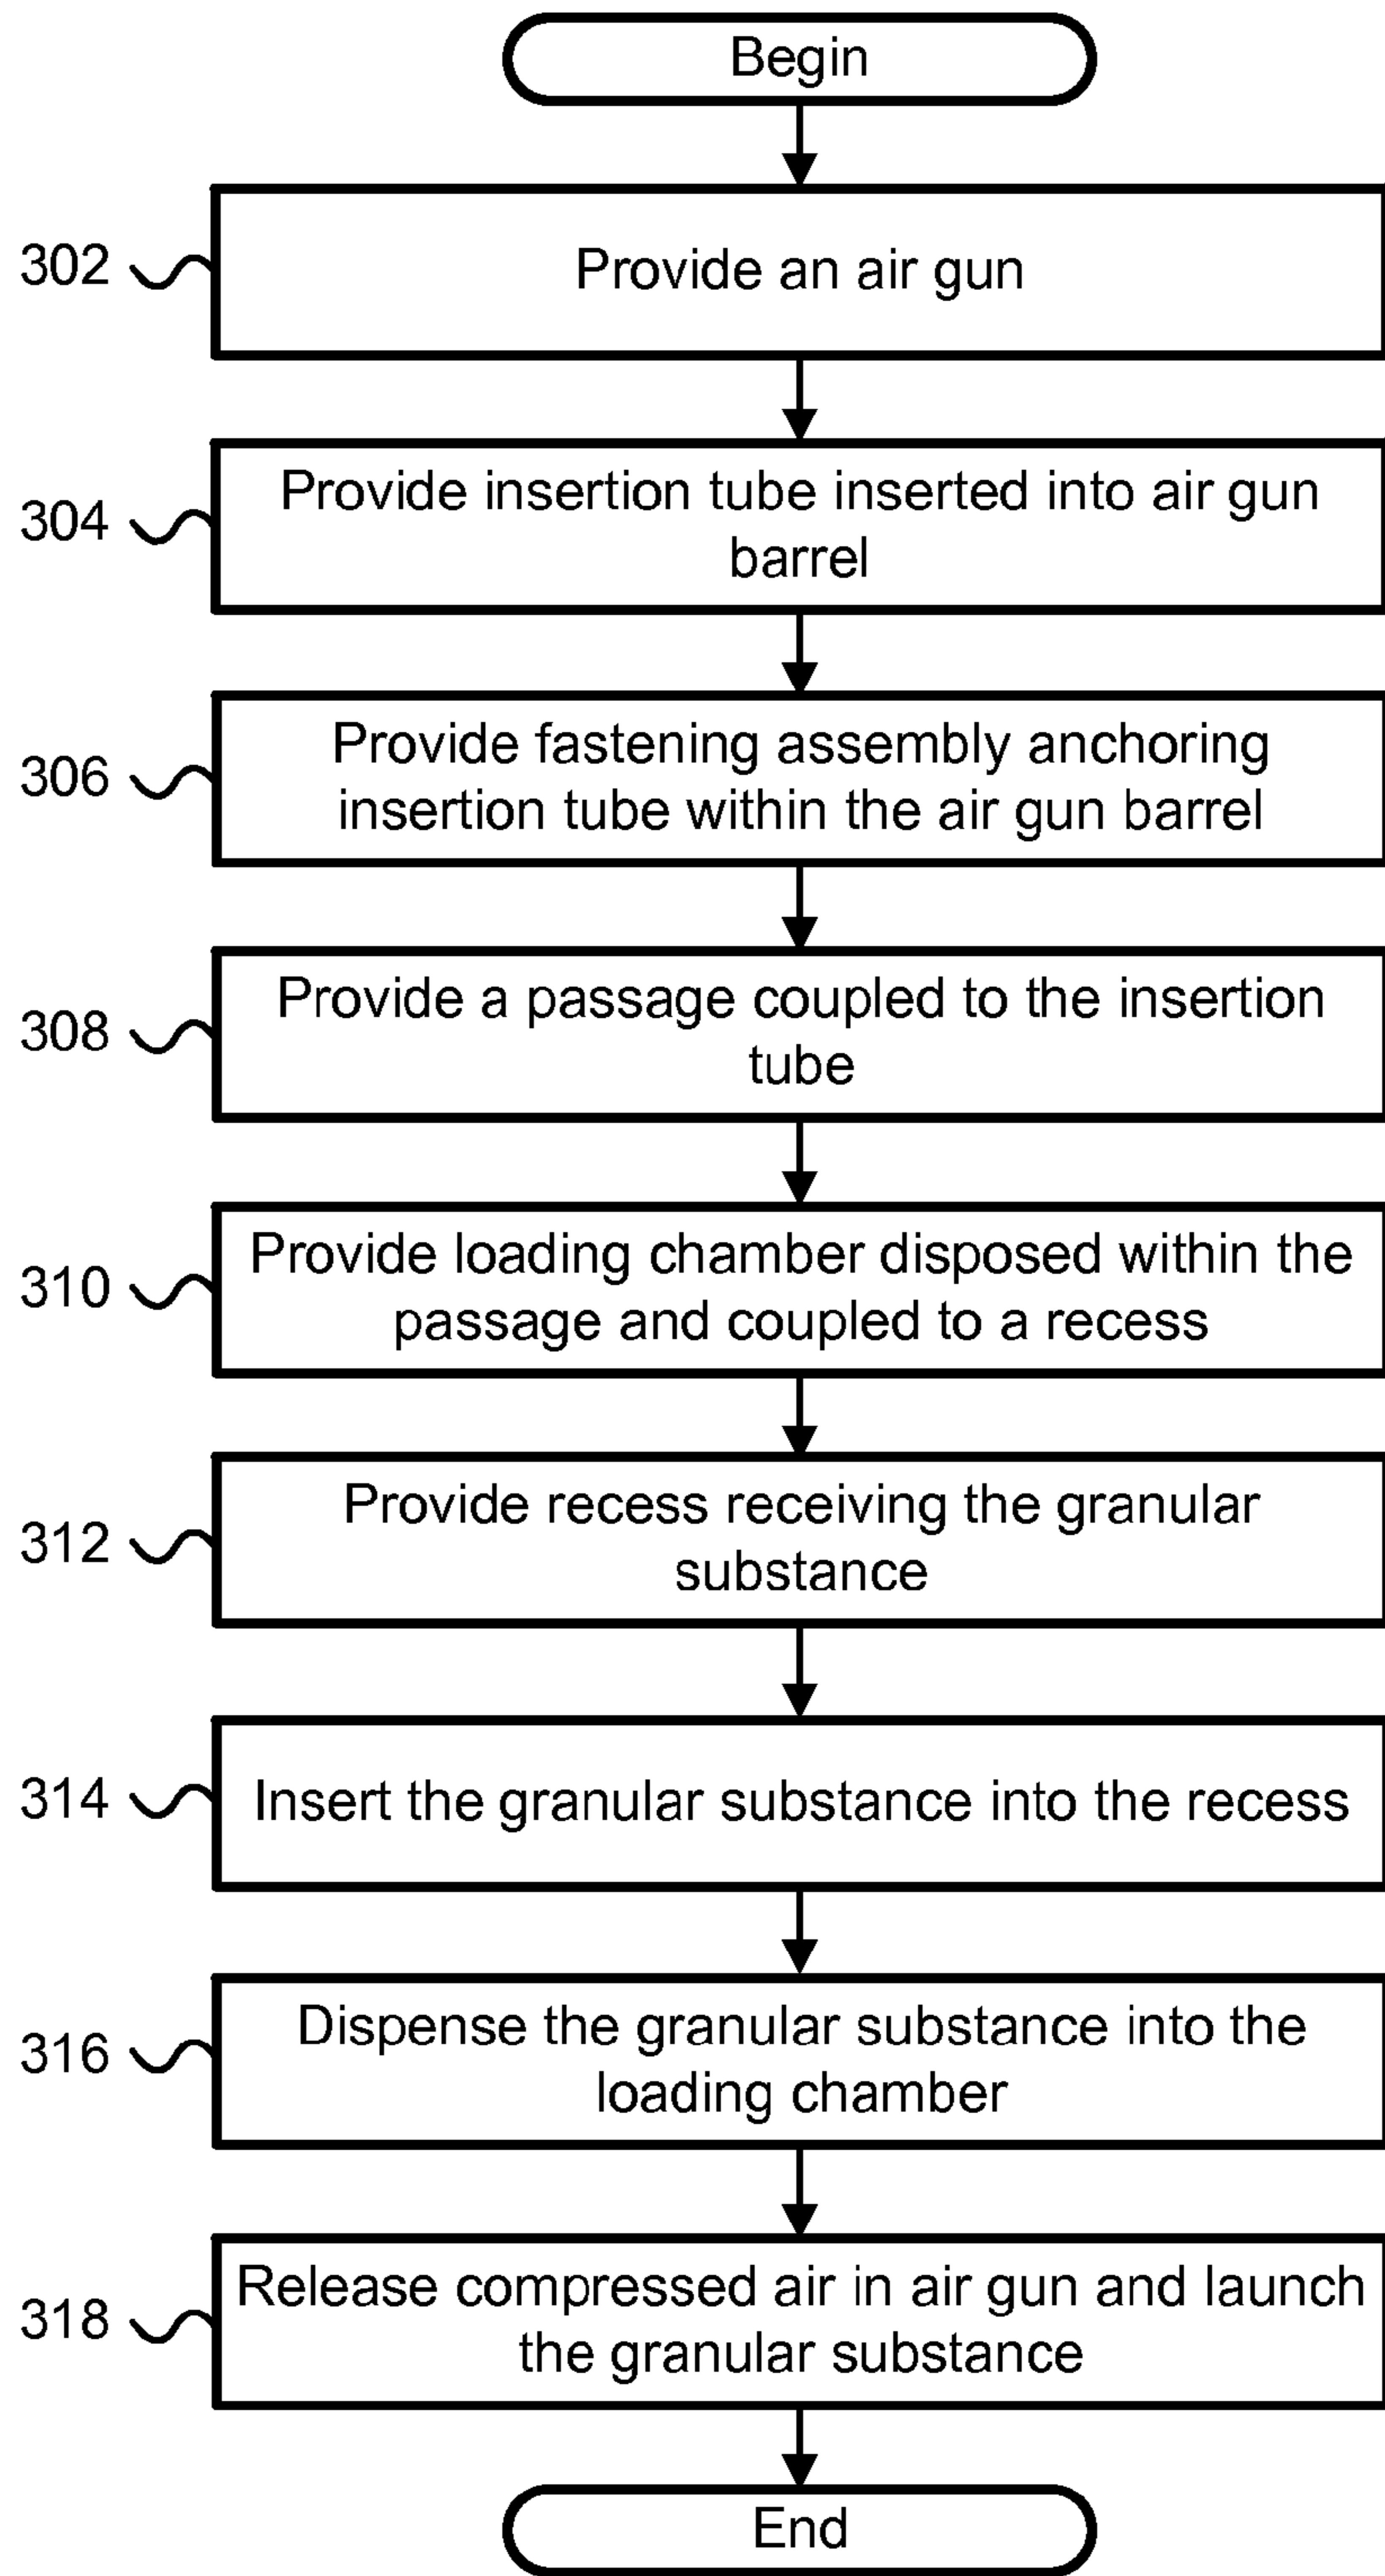 Begin
302
Provide an air gun
304
Provide insertion tube inserted into air gun
barrel
306
Provide fastening assembly anchoring
insertion tube within the air gun barrel
308
Provide a passage coupled to the insertion
tube
310
Provide loading chamber disposed within the
passage and coupled to a recess
312
Provide recess receiving the granular
substance
314
Insert the granular substance into the recess
316
Dispense the granular substance into the
loading chamber
318
Release compressed air in air gun and launch
the granular substance
End